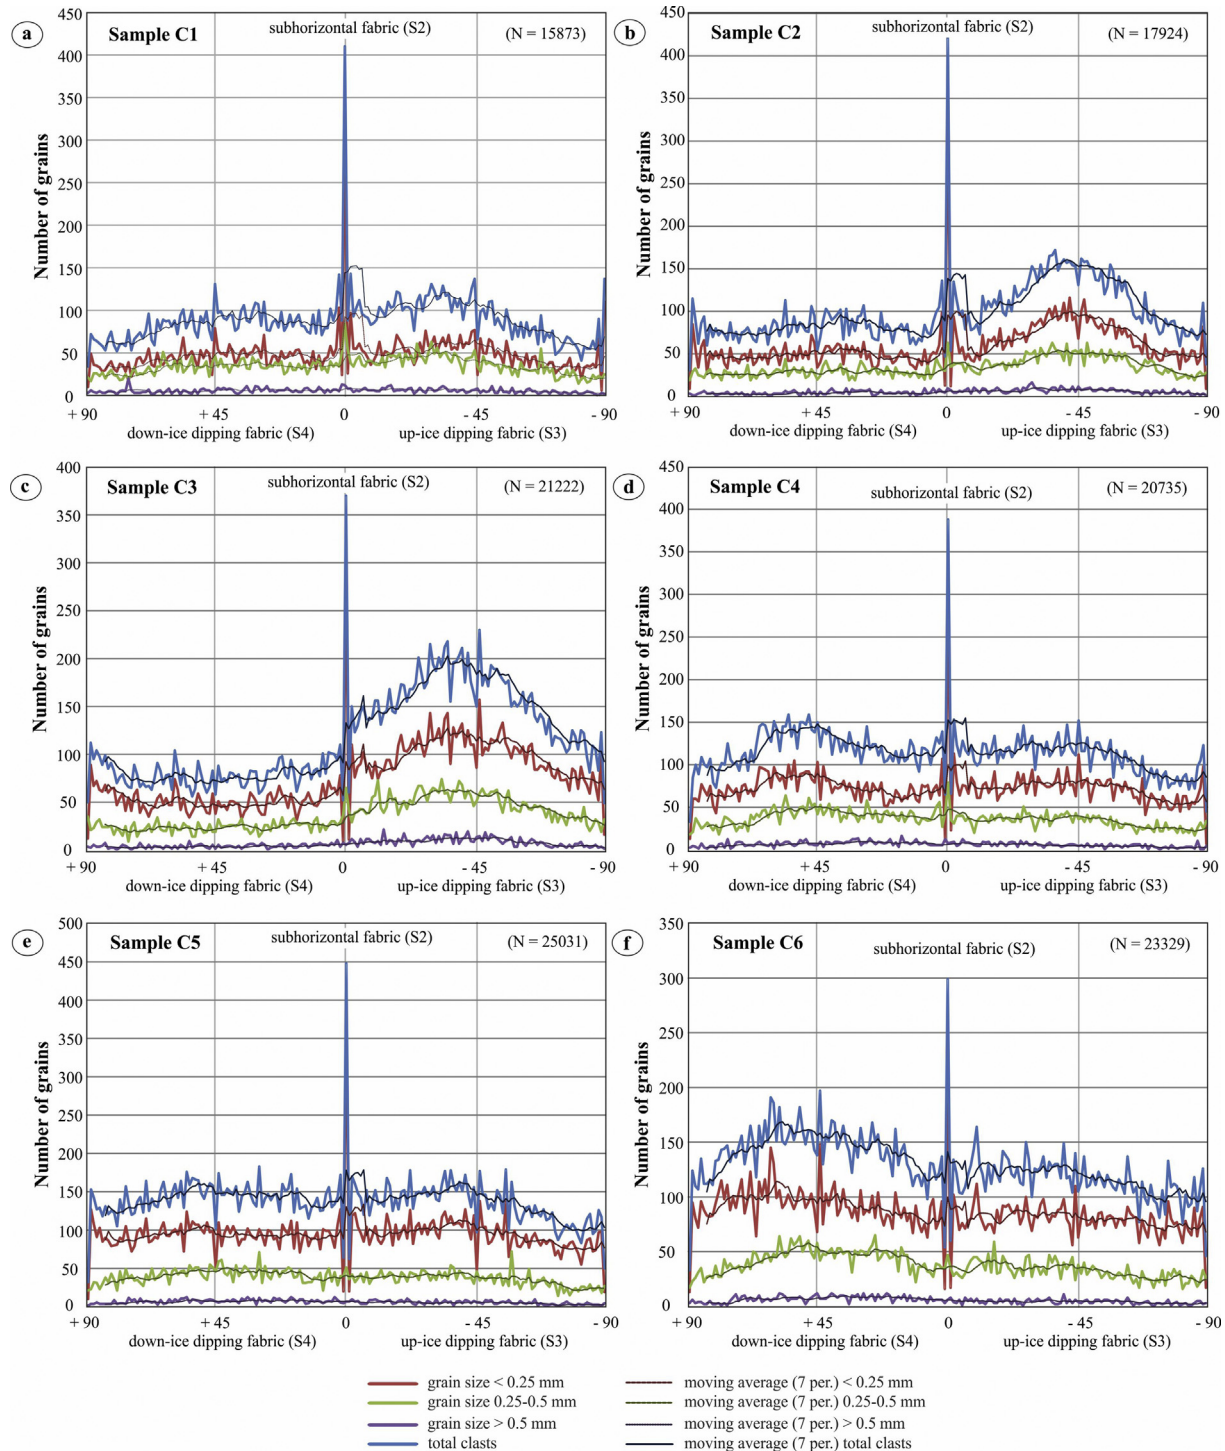 a
Sample C1
subhorizontal fabric (S2)
(N = 15873)
Number of grains
450
400
350
300
250
200
150
100
50
0
+ 90
+ 45
0
- 45
- 90
down-ice dipping fabric (S4)
up-ice dipping fabric (S3)
b
Sample C2
subhorizontal fabric (S2)
(N = 17924)
Number of grains
450
400
350
300
250
200
150
100
50
0
+ 90
+ 45
0
- 45
- 90
down-ice dipping fabric (S4)
up-ice dipping fabric (S3)
c
Sample C3
subhorizontal fabric (S2)
(N = 21222)
Number of grains
400
350
300
250
200
150
100
50
0
+ 90
+ 45
0
- 45
- 90
down-ice dipping fabric (S4)
up-ice dipping fabric (S3)
d
Sample C4
subhorizontal fabric (S2)
(N = 20735)
Number of grains
450
400
350
300
250
200
150
100
50
0
+ 90
+ 45
0
- 45
- 90
down-ice dipping fabric (S4)
up-ice dipping fabric (S3)
e
Sample C5
subhorizontal fabric (S2)
(N = 25031)
Number of grains
500
450
400
350
300
250
200
150
100
50
0
+ 90
+ 45
0
- 45
- 90
down-ice dipping fabric (S4)
up-ice dipping fabric (S3)
f
Sample C6
subhorizontal fabric (S2)
(N = 23329)
Number of grains
350
300
250
200
150
100
50
0
+ 90
+ 45
0
- 45
- 90
down-ice dipping fabric (S4)
up-ice dipping fabric (S3)
grain size < 0.25 mm
grain size 0.25-0.5 mm
grain size > 0.5 mm
total clasts
moving average (7 per.) < 0.25 mm
moving average (7 per.) 0.25-0.5 mm
moving average (7 per.) > 0.5 mm
moving average (7 per.) total clasts